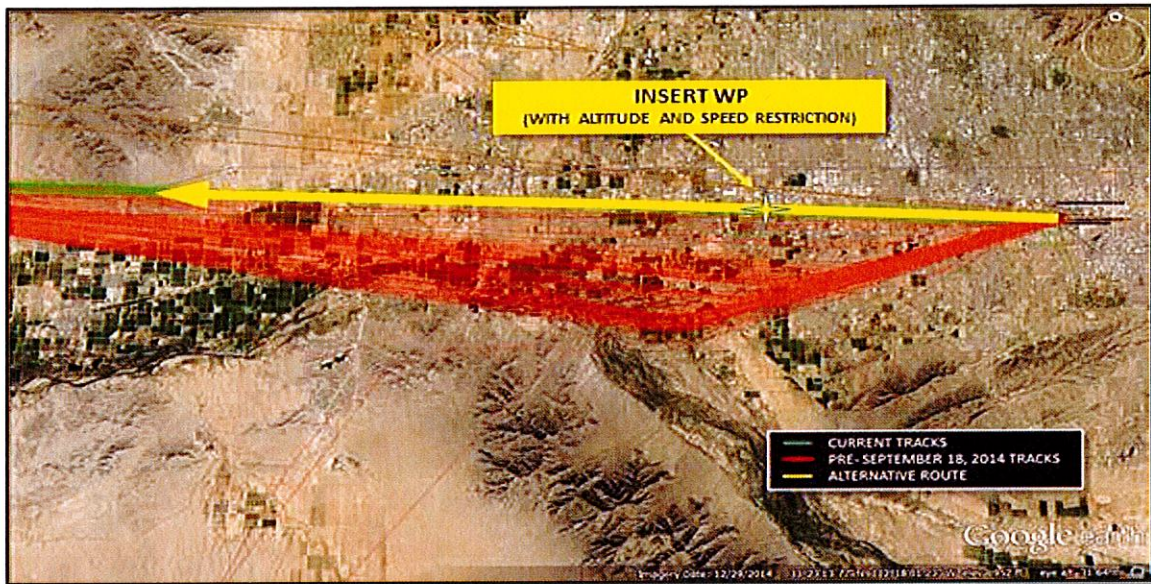 INSERT WP
(WITH ALTITUDE AND SPEED RESTRICTION)
CURRENT TRACKS
PRE-SEPTEMBER 18, 2014 TRACKS
ALTERNATIVE ROUTE
Google earth
Imagery Date: 12/29/2014